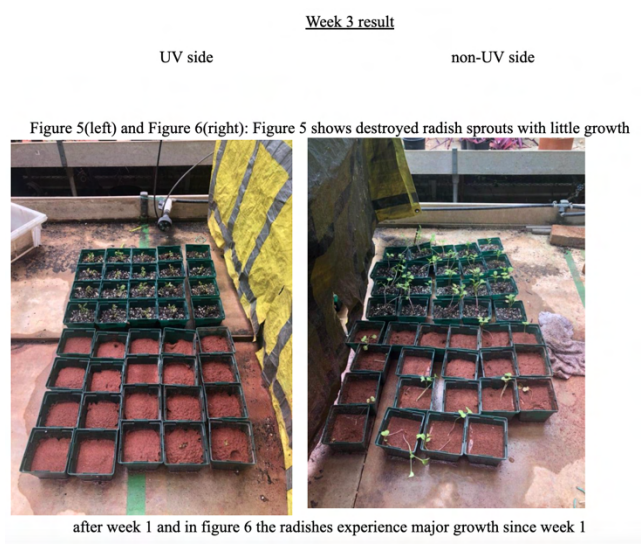 Week 3 result
UV side
non-UV side
Figure 5(left) and Figure 6(right): Figure 5 shows destroyed radish sprouts with little growth
after week 1 and in figure 6 the radishes experience major growth since week 1